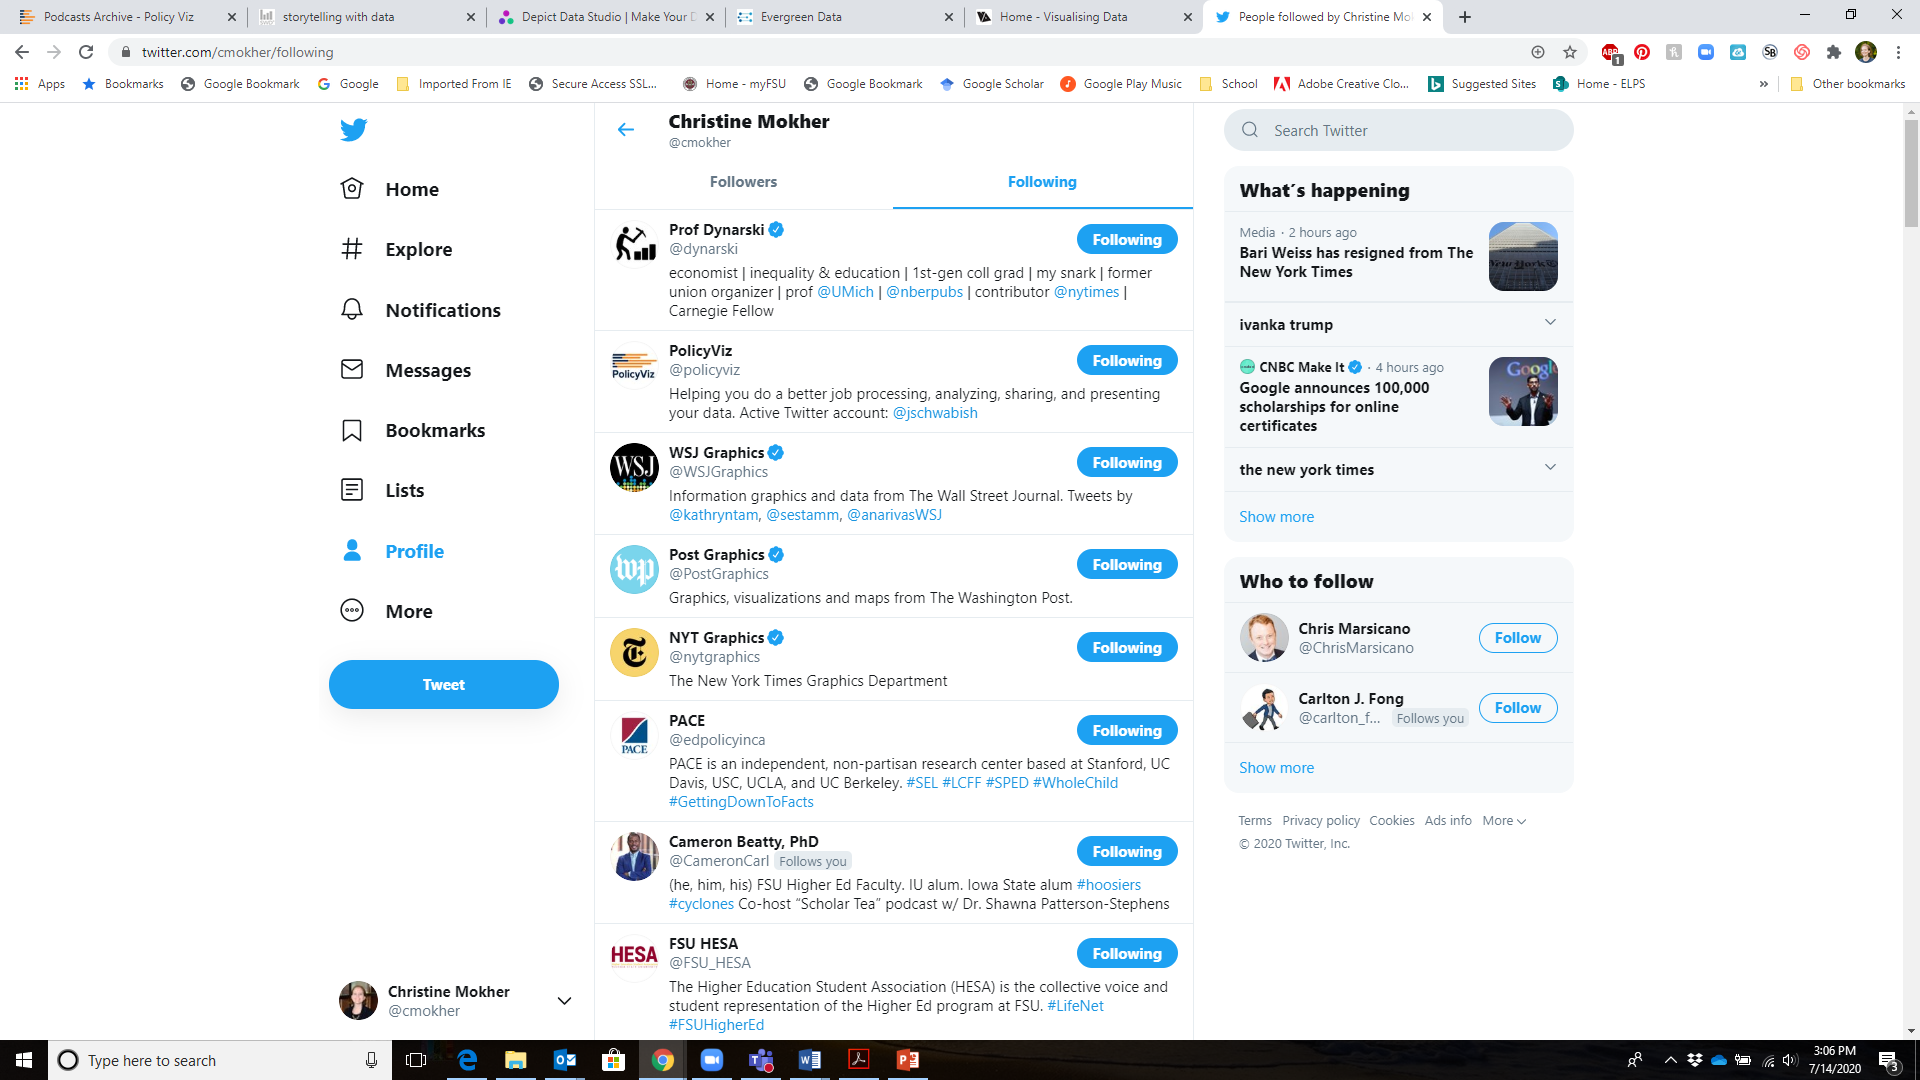 Podcasts Archive - Policy Viz
storytelling with data
Depict Data Studio | Make Your D
Evergreen Data
Home - Visualising Data
People followed by Christine Mo
twitter.com/cmokher/following
ABP
1
SB
Apps
Bookmarks
Google Bookmark
Google
Imported From IE
Secure Access SSL...
Home - myFSU
Google Bookmark
Google Scholar
Google Play Music
School
Adobe Creative Clo...
Suggested Sites
Home - ELPS
Other bookmarks
Home
Explore
Notifications
Messages
Bookmarks
Lists
Profile
More
Tweet
Christine Mokher
@cmokher
Christine Mokher
@cmokher
Followers
Following
Prof Dynarski
@dynarski
Following
economist | inequality & education | 1st-gen coll grad | my snark | former
union organizer | prof @UMich | @nberpubs | contributor @nytimes |
Carnegie Fellow
PolicyViz
PolicyViz
@policyviz
Following
Helping you do a better job processing, analyzing, sharing, and presenting
your data. Active Twitter account: @jschwabish
WSJ
WSJ Graphics
@WSJGraphics
Following
Information graphics and data from The Wall Street Journal. Tweets by
@kathryntam, @sestamm, @anarivasWSJ
wp
Post Graphics
@PostGraphics
Following
Graphics, visualizations and maps from The Washington Post.
T
NYT Graphics
@nytgraphics
Following
The New York Times Graphics Department
PACE
PACE
@edpolicyinca
Following
PACE is an independent, non-partisan research center based at Stanford, UC
Davis, USC, UCLA, and UC Berkeley. #SEL #LCFF #SPED #WholeChild
#GettingDownToFacts
Cameron Beatty, PhD
@CameronCarl Follows you
Following
(he, him, his) FSU Higher Ed Faculty. IU alum. Iowa State alum #hoosiers
#cyclones Co-host “Scholar Tea” podcast w/ Dr. Shawna Patterson-Stephens
HESA
FSU HESA
@FSU_HESA
Following
The Higher Education Student Association (HESA) is the collective voice and
student representation of the Higher Ed program at FSU. #LifeNet
#FSUHigherEd
Search Twitter
What’s happening
Media · 2 hours ago
Bari Weiss has resigned from The
New York Times
ivanka trump
CNBC Make It · 4 hours ago
Google announces 100,000
scholarships for online
certificates
Google
the new york times
Show more
Who to follow
Chris Marsicano
@ChrisMarsicano
Follow
Carlton J. Fong
@carlton_f... Follows you
Follow
Show more
Terms Privacy policy Cookies Ads info More
© 2020 Twitter, Inc.
Type here to search
3:06 PM
7/14/2020
3